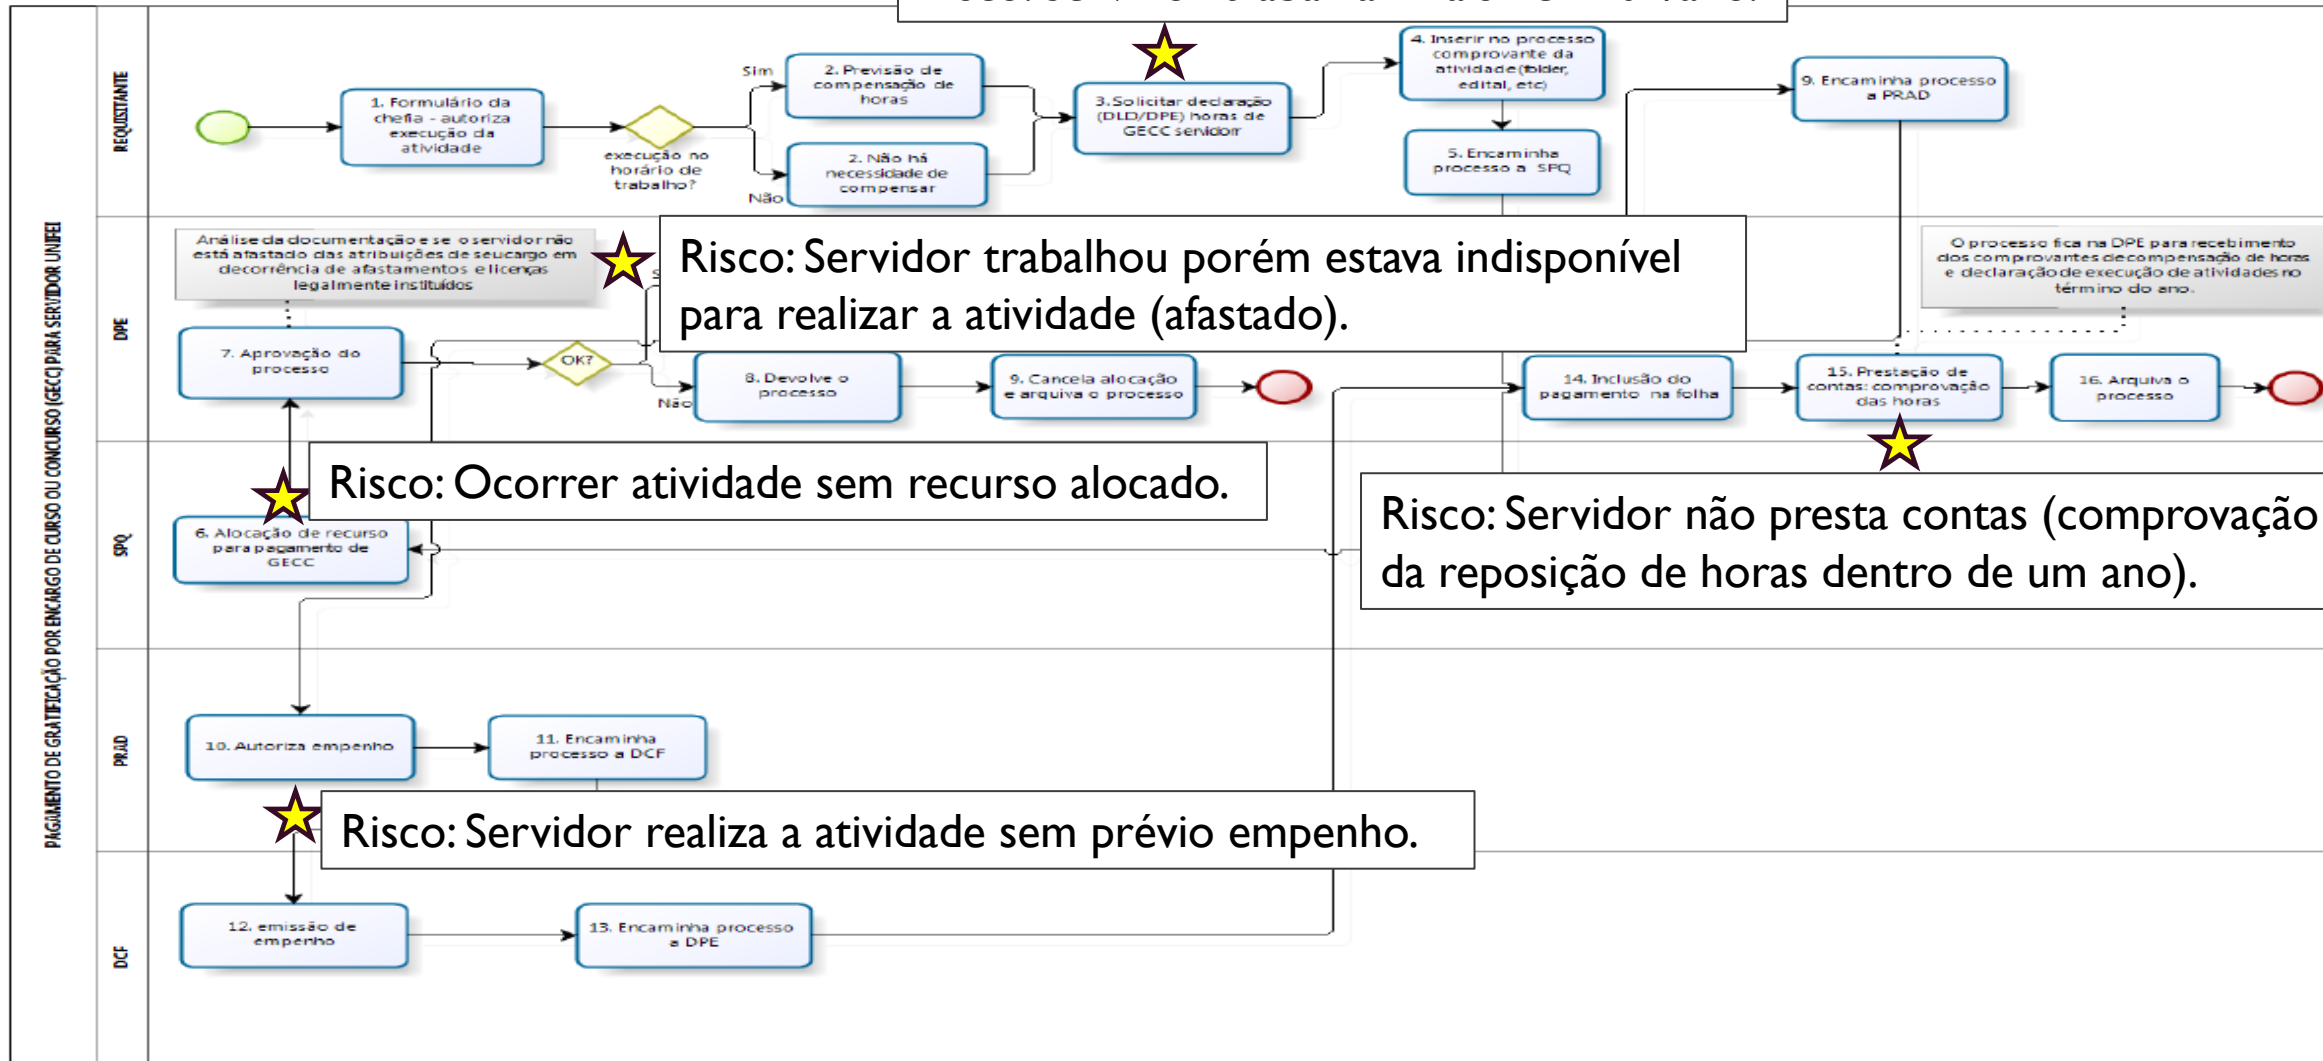 PAGAMENTO DE GRATIFICAÇÃO POR ENCARGO DE CURSO OU CONCURSO (GECC) PARA SERVIDOR UNIFEI
REQUISITANTE
1. Formulário da
chefia - autoriza
execução da
atividade
execução no
horário de
trabalho?
Sim
Não
2. Previsão de
compensação de
horas
2. Não há
necessidade de
compensar
3. Solicitar declaração
(DLD/DPE) horas de
GECC servidorr
4. Inserir no processo
comprovante da
atividade (folder,
edital, etc)
5. Encaminha
processo a SPQ
9. Encaminha processo
a PRAD
DPE
Análise da documentação e se o servidor não
está afastado das atribuições de seu cargo em
decorrência de afastamentos e licenças
legalmente instituídos
Risco: Servidor trabalhou porém estava indisponível
para realizar a atividade (afastado).
O processo fica na DPE para recebimento
dos comprovantes de compensação de horas
e declaração de execução de atividades no
término do ano.
7. Aprovação do
processo
OK?
Não
8. Devolve o
processo
9. Cancela alocação
e arquiva o processo
14. Inclusão do
pagamento na folha
15. Prestação de
contas: comprovação
das horas
16. Arquiva o
processo
SPQ
Risco: Ocorrer atividade sem recurso alocado.
6. Alocação de recurso
para pagamento de
GECC
Risco: Servidor não presta contas (comprovação
da reposição de horas dentro de um ano).
PRAD
10. Autoriza empenho
11. Encaminha
processo a DCF
Risco: Servidor realiza a atividade sem prévio empenho.
DCF
12. emissão de
empenho
13. Encaminha processo
a DPE